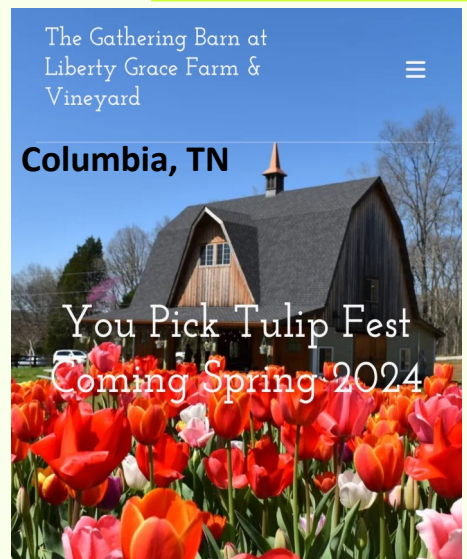 The Gathering Barn at
Liberty Grace Farm &
Vineyard
Columbia, TN
You Pick Tulip Fest
Coming Spring 2024